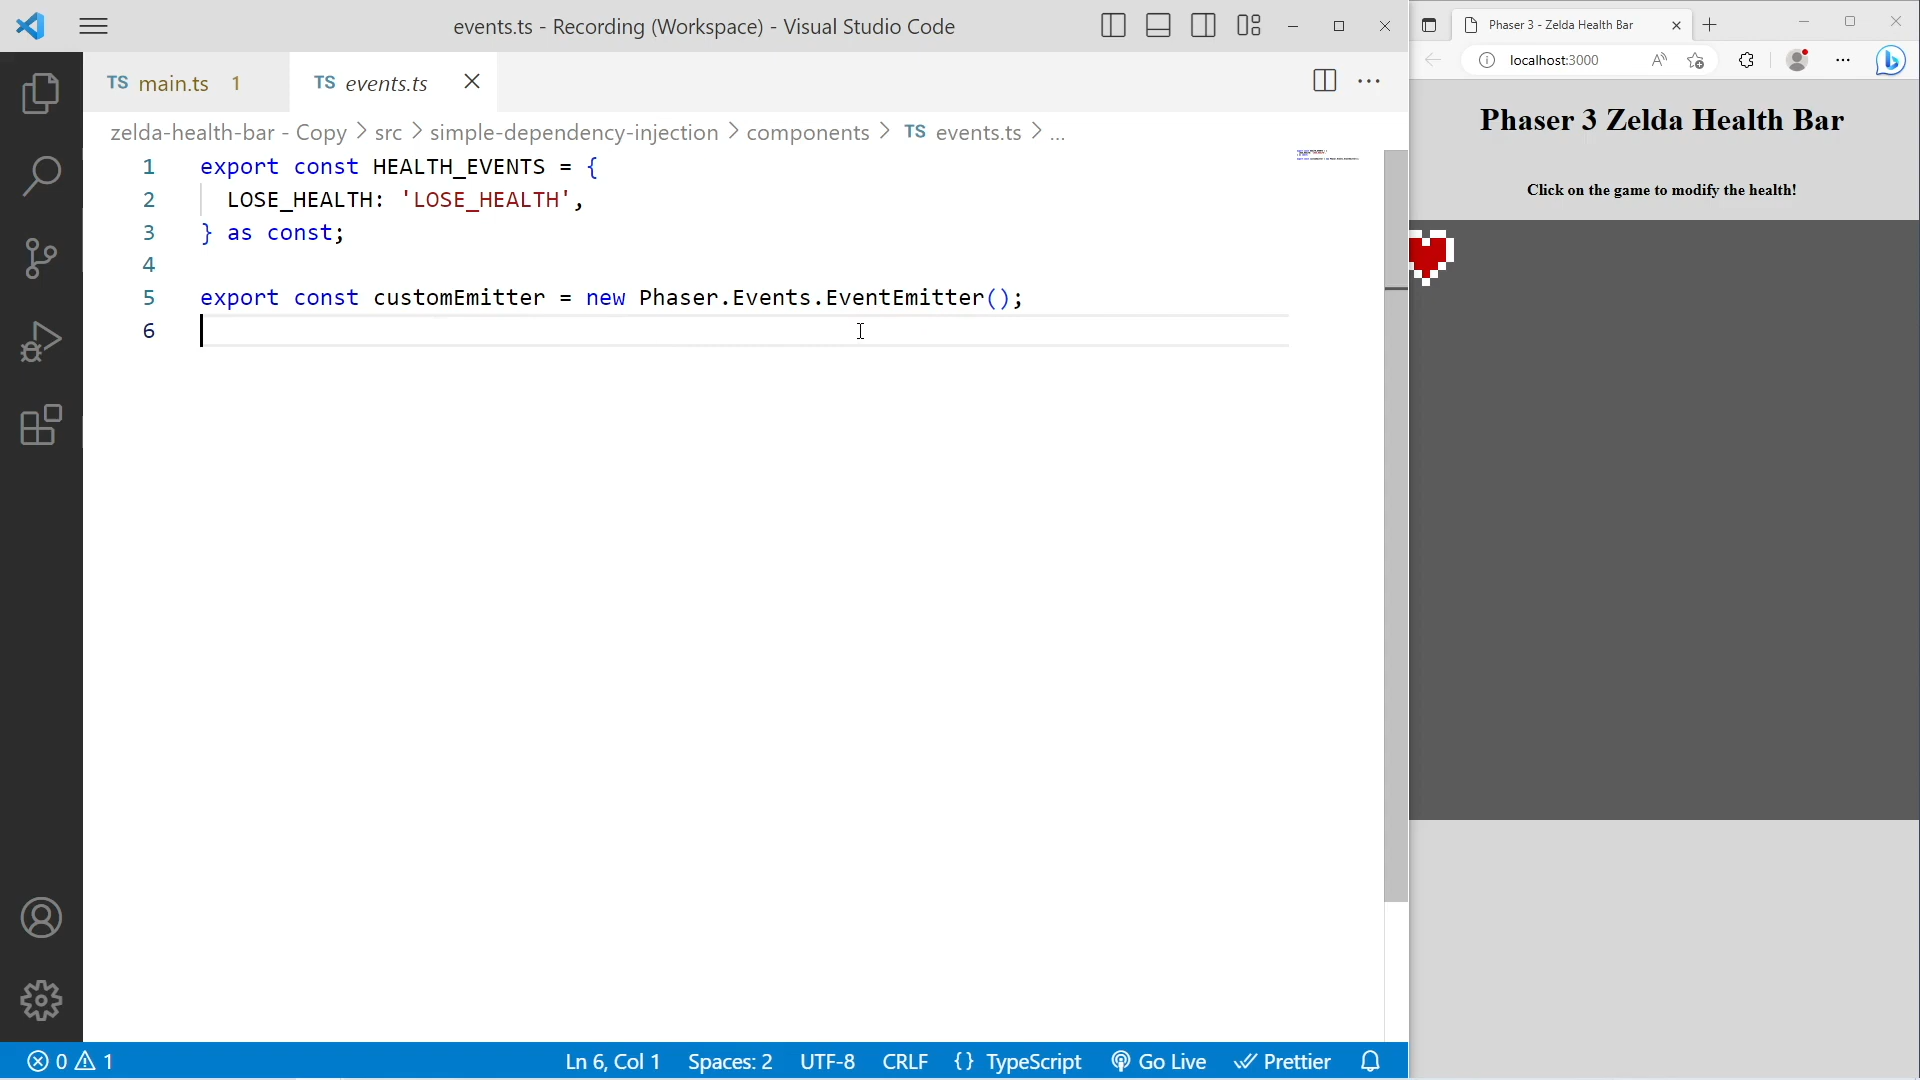 events.ts - Recording (Workspace) - Visual Studio Code
TS main.ts 1
TS events.ts
zelda-health-bar - Copy > src > simple-dependency-injection > components > TS events.ts > ...
1 export const HEALTH_EVENTS = {
2 LOSE_HEALTH: 'LOSE_HEALTH',
3 } as const;
4
5 export const customEmitter = new Phaser.Events.EventEmitter();
6
0 1
Ln 6, Col 1 Spaces: 2 UTF-8 CRLF {} TypeScript Go Live Prettier
Phaser 3 - Zelda Health Bar
localhost:3000
Phaser 3 Zelda Health Bar
Click on the game to modify the health!